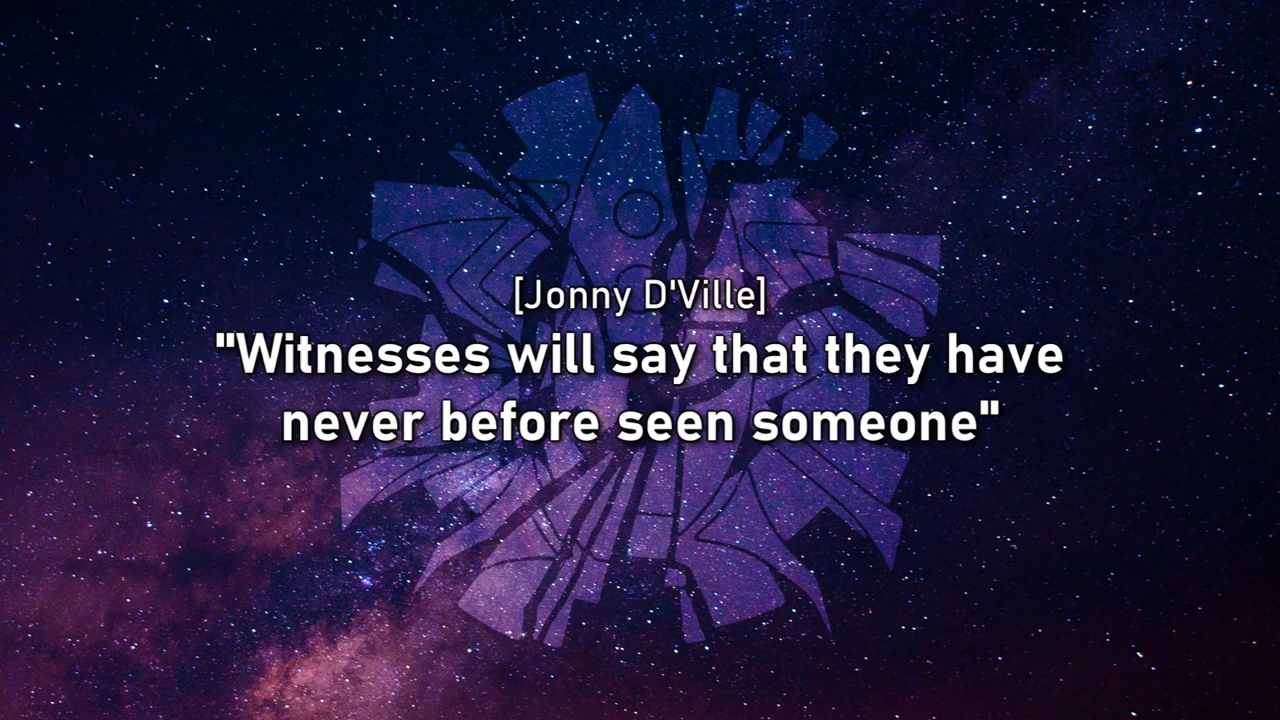 [Jonny D'Ville]
"Witnesses will say that they have
never before seen someone"